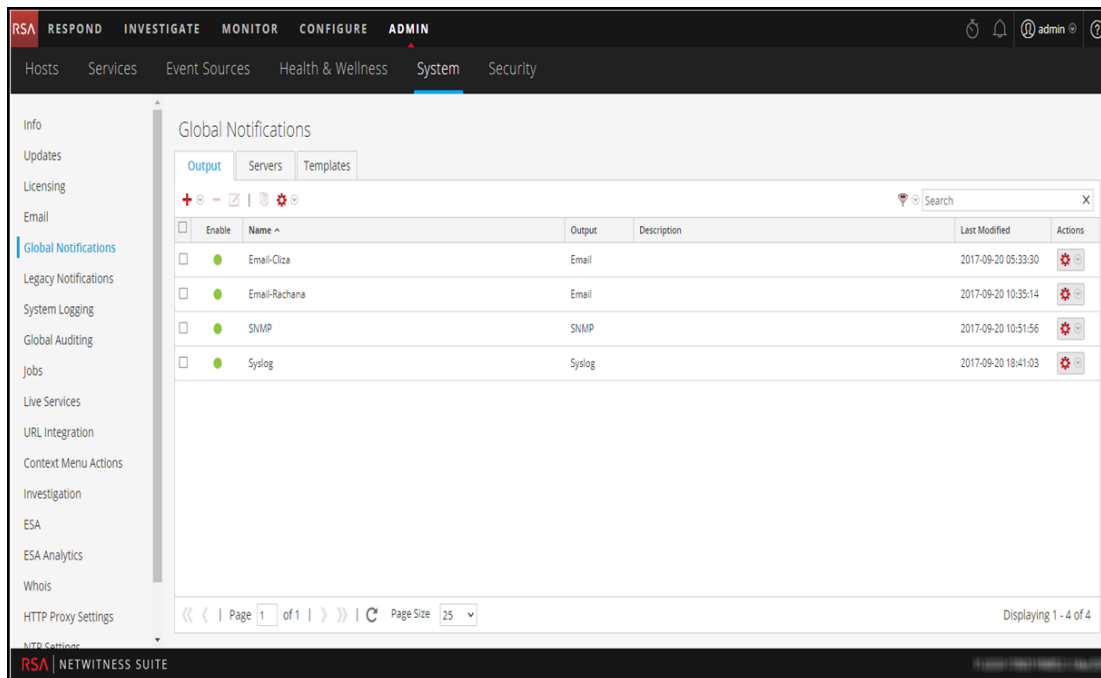 RSA RESPOND INVESTIGATE MONITOR CONFIGURE ADMIN admin ?
Hosts Services Event Sources Health & Wellness System Security
Info
Updates
Licensing
Email
Global Notifications
Legacy Notifications
System Logging
Global Auditing
Jobs
Live Services
URL Integration
Context Menu Actions
Investigation
ESA
ESA Analytics
Whois
HTTP Proxy Settings
NTP Settings
Global Notifications
Output Servers Templates
Search X
Enable Name Output Description Last Modified Actions
Email-Cliza Email 2017-09-20 05:33:30
Email-Rachana Email 2017-09-20 10:35:14
SNMP SNMP 2017-09-20 10:51:56
Syslog Syslog 2017-09-20 18:41:03
Page 1 of 1 Page Size 25 Displaying 1 - 4 of 4
RSA NETWITNESS SUITE